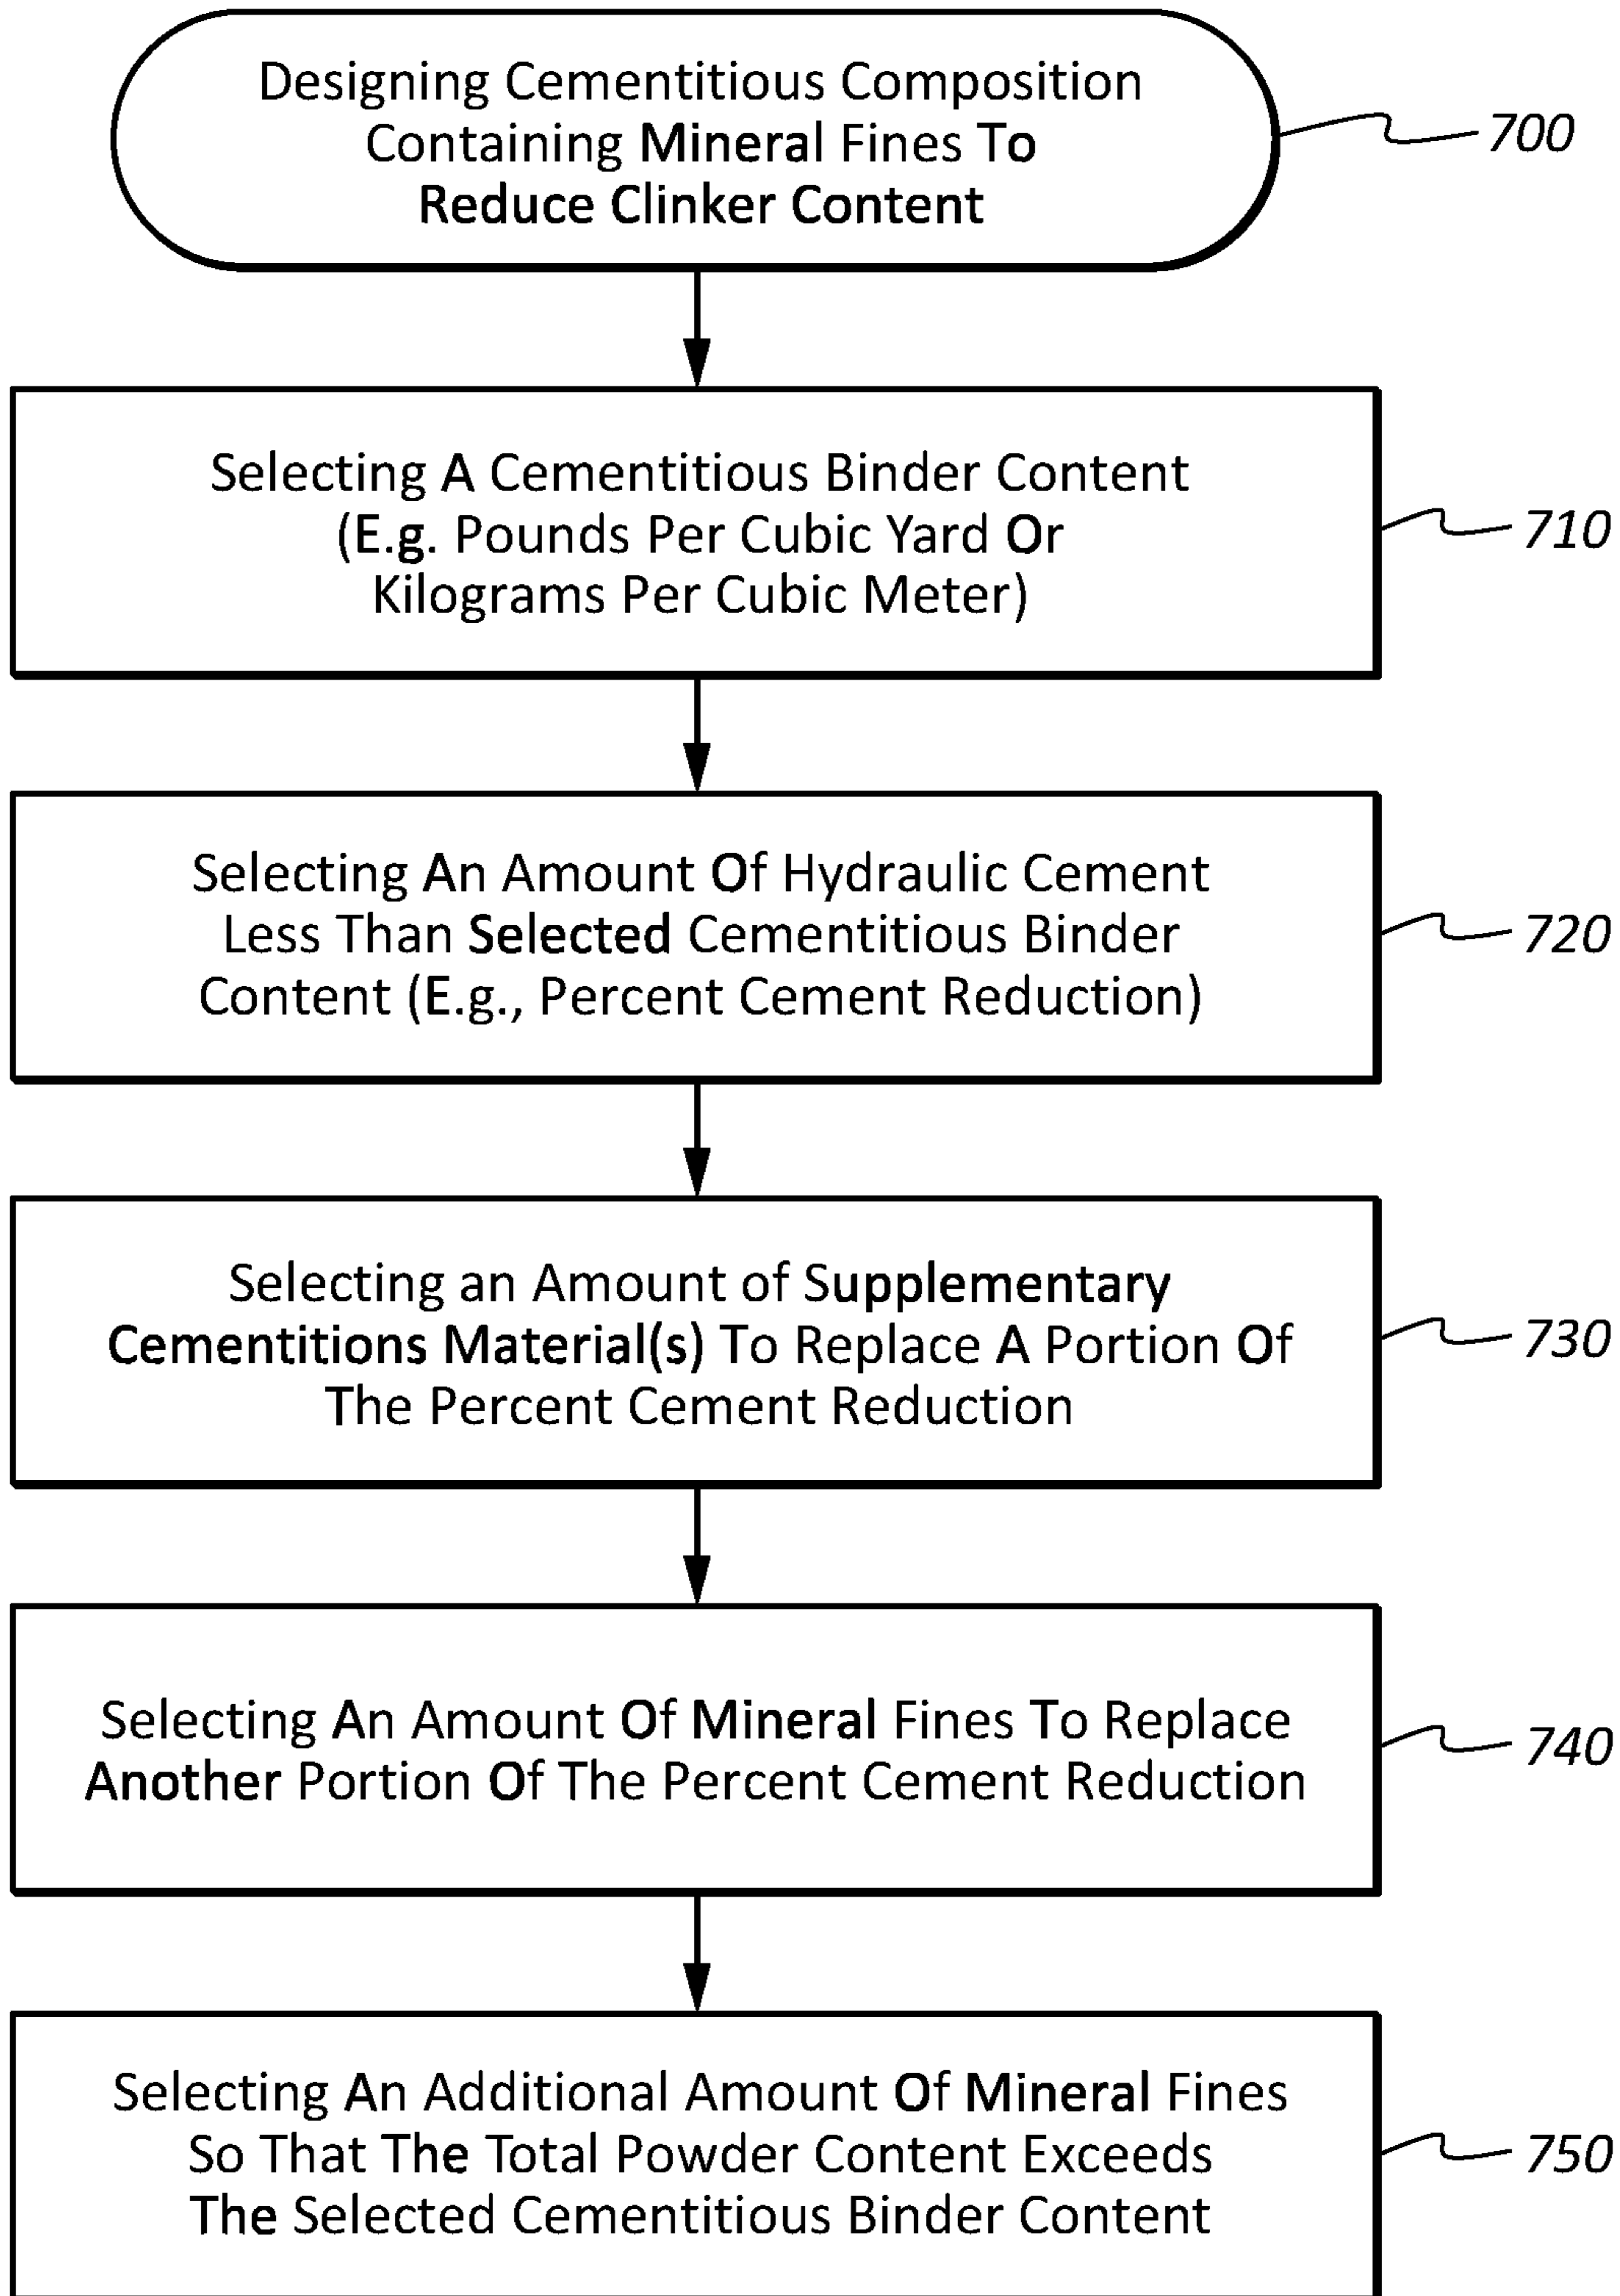 Designing Cementitious Composition
Containing Mineral Fines To
Reduce Clinker Content
700
Selecting A Cementitious Binder Content
(E.g. Pounds Per Cubic Yard Or
Kilograms Per Cubic Meter)
710
Selecting An Amount Of Hydraulic Cement
Less Than Selected Cementitious Binder
Content (E.g., Percent Cement Reduction)
720
Selecting an Amount of Supplementary
Cementitions Material(s) To Replace A Portion Of
The Percent Cement Reduction
730
Selecting An Amount Of Mineral Fines To Replace
Another Portion Of The Percent Cement Reduction
740
Selecting An Additional Amount Of Mineral Fines
So That The Total Powder Content Exceeds
The Selected Cementitious Binder Content
750